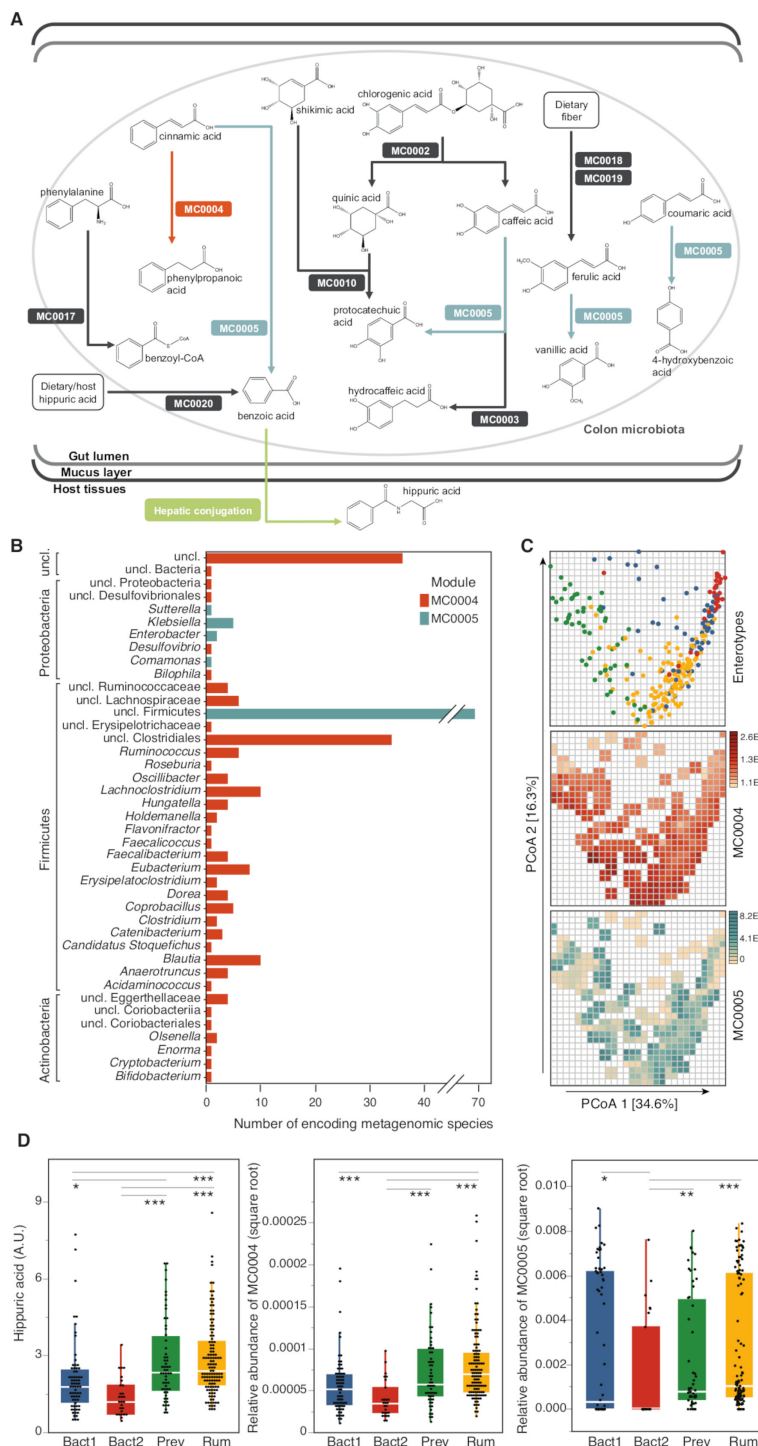 A
cinnamic acid
shikimic acid
chlorogenic acid
Dietary
fiber
MC0002
MC0018
MC0019
phenylalanine
MC0004
quinic acid
caffeic acid
coumaric acid
phenylpropanoic
acid
MC0010
ferulic acid
MC0005
MC0017
MC0005
protocatechuic
acid
MC0005
MC0005
benzoyl-CoA
vanillic acid
4-hydroxybenzoic
acid
Dietary/host
hippuric acid
MC0020
benzoic acid
hydrocaffeic acid
MC0003
Colon microbiota
Gut lumen
Mucus layer
Host tissues
Hepatic conjugation
hippuric acid
B
uncl.
Proteobacteria
Firmicutes
Actinobacteria
uncl.
uncl. Bacteria
uncl. Proteobacteria
uncl. Desulfovibrionales
Sutterella
Klebsiella
Enterobacter
Desulfovibrio
Comamonas
Bilophila
uncl. Ruminococcaceae
uncl. Lachnospiraceae
uncl. Firmicutes
uncl. Erysipelotrichaceae
uncl. Clostridiales
Ruminococcus
Roseburia
Oscillibacter
Lachnoclostridium
Hungatella
Holdemanella
Flavonifractor
Faecalicoccus
Faecalibacterium
Eubacterium
Erysipelatoclostridium
Dorea
Coprobacillus
Clostridium
Catenibacterium
Candidatus Stoquefichus
Blautia
Anaerotruncus
Acidaminococcus
uncl. Eggerthellaceae
uncl. Coriobacteriia
uncl. Coriobacteriales
Olsenella
Enorma
Cryptobacterium
Bifidobacterium
Module
MC0004
MC0005
0 10 20 30 40 70
Number of encoding metagenomic species
C
PCoA 2 [16.3%]
Enterotypes
2.6E
1.3E
1.1E
MC0004
8.2E
4.1E
0
MC0005
PCoA 1 [34.6%]
D
Hippuric acid (A.U.)
9
6
3
0
* *** *** ***
Bact1 Bact2 Prev Rum
Relative abundance of MC0004 (square root)
0.00025
0.0002
0.00015
0.0001
0.00005
0
*** *** ***
Bact1 Bact2 Prev Rum
Relative abundance of MC0005 (square root)
0.010
0.008
0.006
0.004
0.002
0.000
* ** ***
Bact1 Bact2 Prev Rum